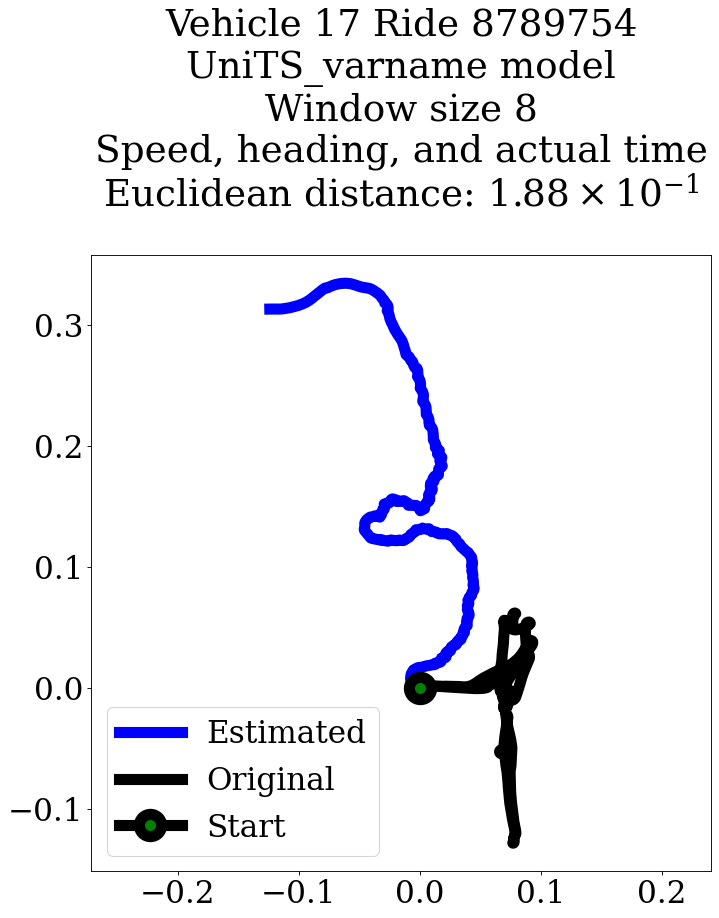 Vehicle 17 Ride 8789754
UniTS_varname model
Window size 8
Speed, heading, and actual time
Euclidean distance: 1.88 × 10⁻¹
0.3
0.2
0.1
0.0
−0.1
Estimated
Original
Start
−0.2 −0.1 0.0 0.1 0.2